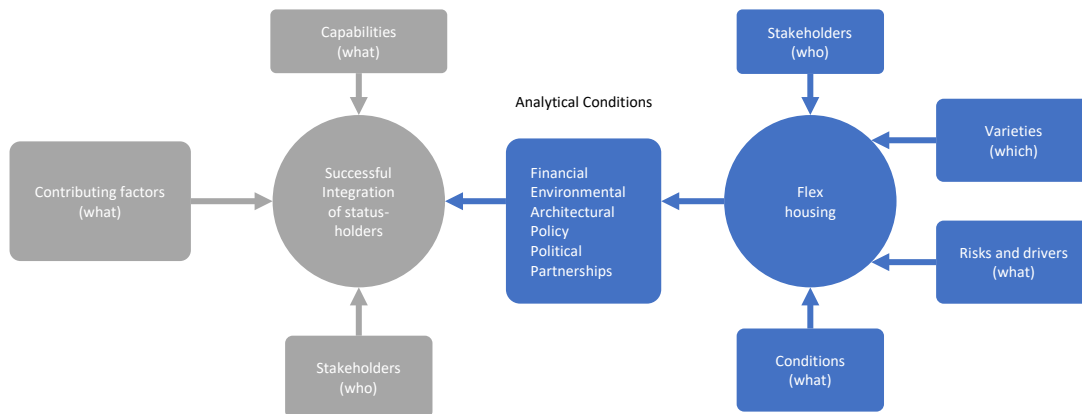 Capabilities
(what)
Stakeholders
(who)
Analytical Conditions
Varieties
(which)
Contributing factors
(what)
Successful
Integration
of status-
holders
Financial
Environmental
Architectural
Policy
Political
Partnerships
Flex
housing
Risks and drivers
(what)
Stakeholders
(who)
Conditions
(what)